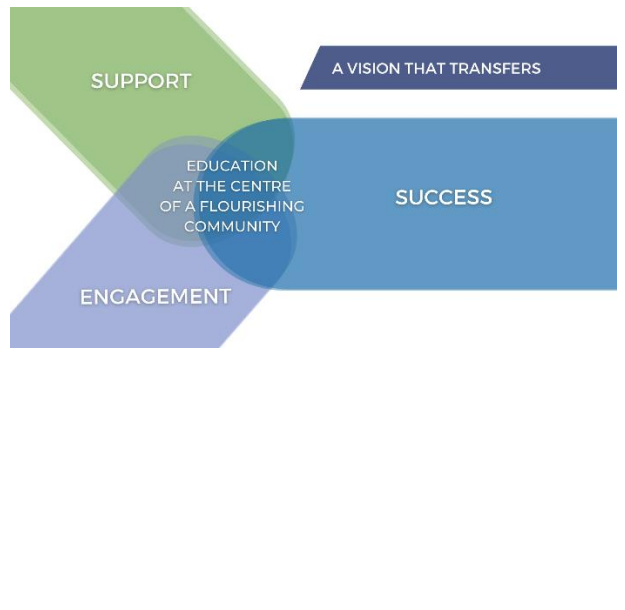 SUPPORT
A VISION THAT TRANSFERS
EDUCATION
AT THE CENTRE
OF A FLOURISHING
COMMUNITY
SUCCESS
ENGAGEMENT